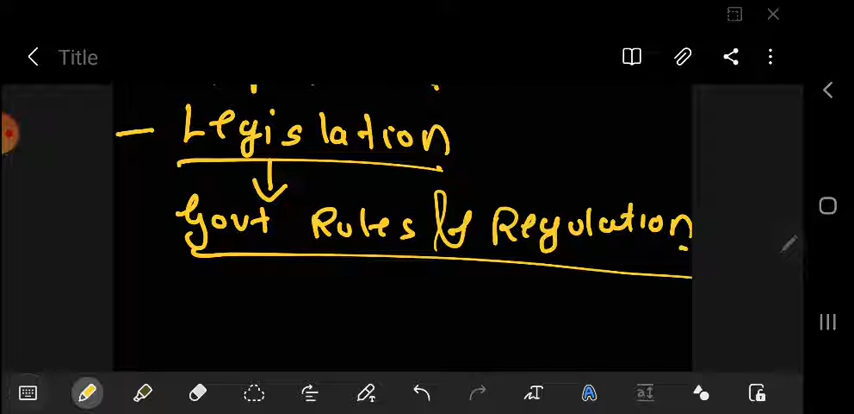 Title
– Legislation
↓
Govt Rules & Regulation